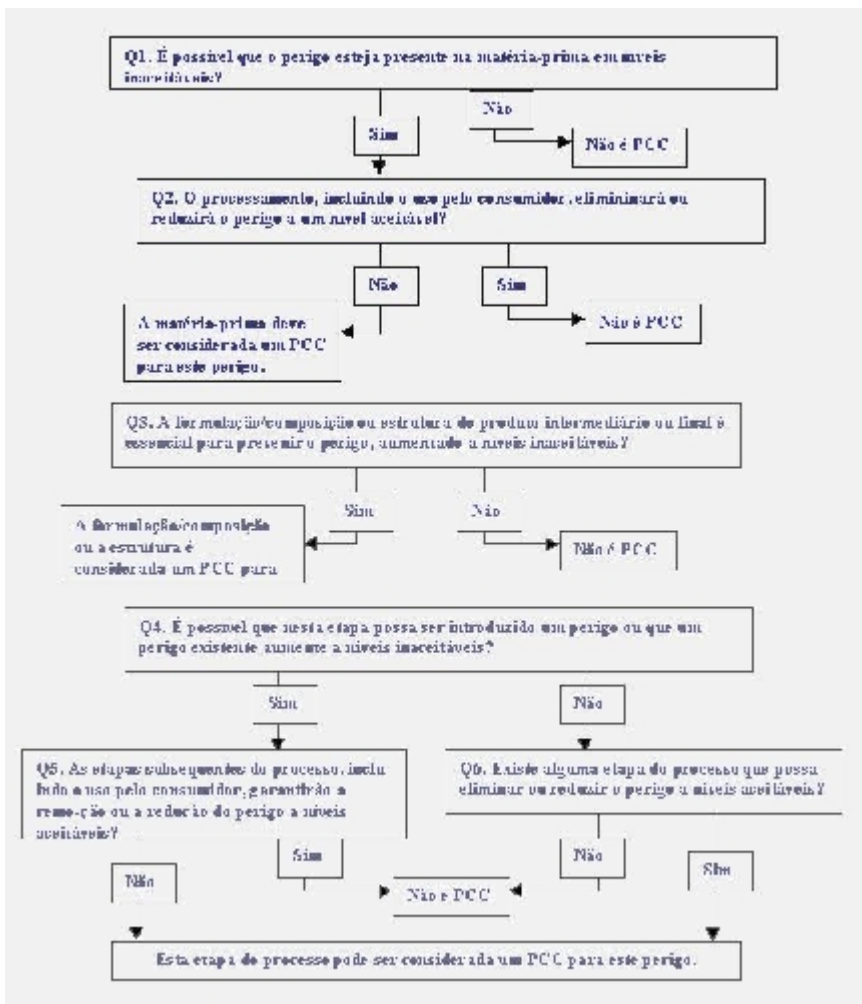 Q1. É possível que o perigo esteja presente na matéria-prima em níveis
inaceitáveis?
Não
Sim
Não é PCC
Q2. O processamento, incluindo o uso pelo consumidor, eliminimará ou
reduzirá o perigo a um nível aceitável?
Não
Sim
A matéria-prima deve
ser considerada um PCC
para este perigo.
Não é PCC
Q3. A formulação/composição ou estrutura do produto intermediário ou final é
essencial para prevenir o perigo, aumentado a níveis inaceitáveis?
Sim
Não
A formulação/composição
ou a estrutura é
considerada um PCC para
Não é PCC
Q4. É possível que nesta etapa possa ser introduzido um perigo ou que um
perigo existente aumente a níveis inaceitáveis?
Sim
Não
Q5. As etapas subsequentes do processo, inclu
indo o uso pelo consumidor, garantirão a
remo-ção ou a redução do perigo a níveis
aceitáveis?
Q6. Existe alguma etapa do processo que possa
eliminar ou reduzir o perigo a níveis aceitáveis?
Não
Sim
Não
Sim
Não é PCC
Esta etapa do processo pode ser considerada um PCC para este perigo.